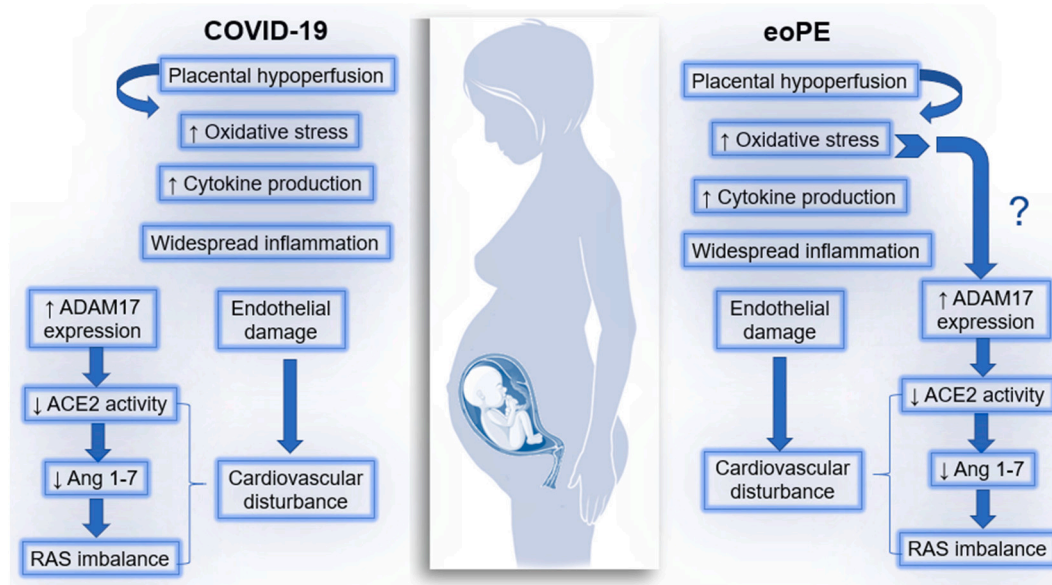 COVID-19
Placental hypoperfusion
↑ Oxidative stress
↑ Cytokine production
Widespread inflammation
↑ ADAM17
expression
Endothelial
damage
↓ ACE2 activity
↓ Ang 1-7
Cardiovascular
disturbance
RAS imbalance
eoPE
Placental hypoperfusion
↑ Oxidative stress
?
↑ Cytokine production
Widespread inflammation
Endothelial
damage
↑ ADAM17
expression
↓ ACE2 activity
Cardiovascular
disturbance
↓ Ang 1-7
RAS imbalance